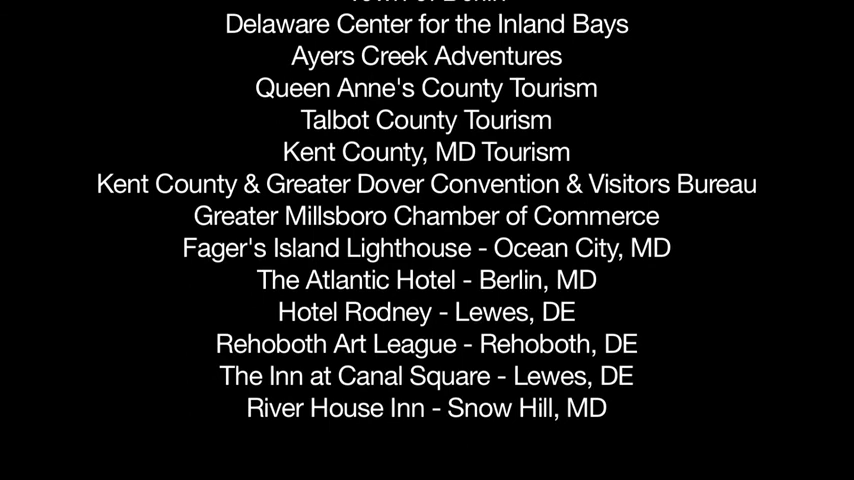 Delaware Center for the Inland Bays
Ayers Creek Adventures
Queen Anne's County Tourism
Talbot County Tourism
Kent County, MD Tourism
Kent County & Greater Dover Convention & Visitors Bureau
Greater Millsboro Chamber of Commerce
Fager's Island Lighthouse - Ocean City, MD
The Atlantic Hotel - Berlin, MD
Hotel Rodney - Lewes, DE
Rehoboth Art League - Rehoboth, DE
The Inn at Canal Square - Lewes, DE
River House Inn - Snow Hill, MD